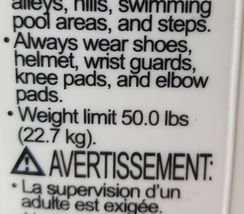 alleys, hills, swimming
pool areas, and steps.
• Always wear shoes,
helmet, wrist guards,
knee pads, and elbow
pads.
• Weight limit 50.0 lbs
(22.7 kg).
⚠ AVERTISSEMENT:
• La supervision d'un
adulte est exigée.